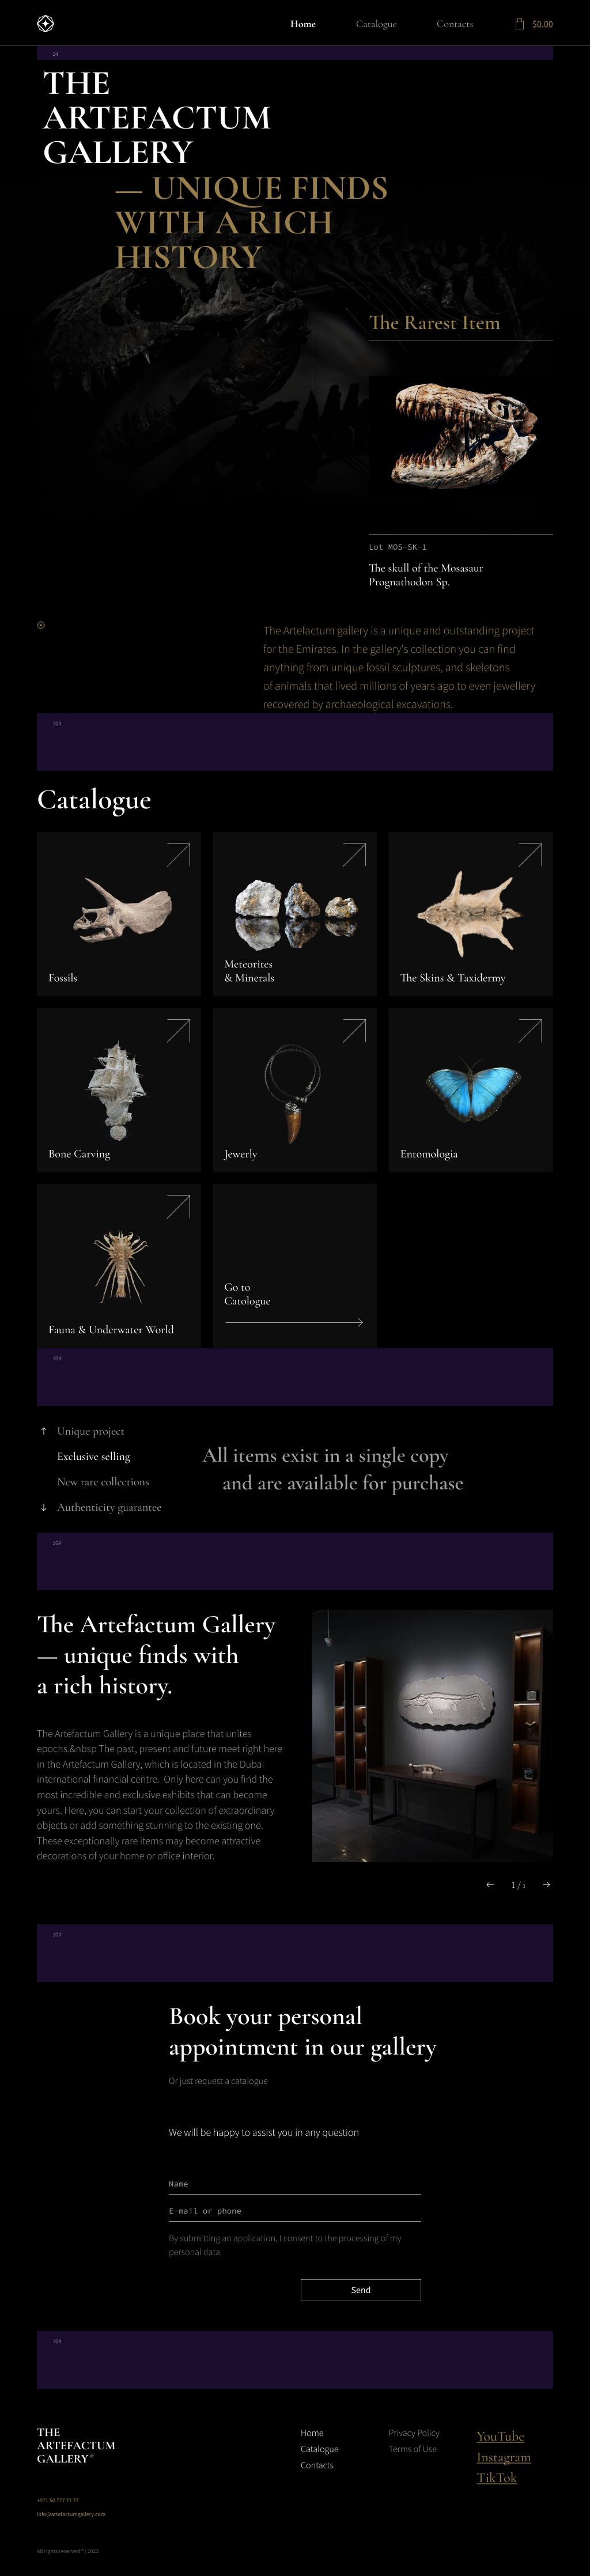 Home
Catalogue
Contacts
$0.00
24
THE
ARTEFACTUM
GALLERY
— UNIQUE FINDS
WITH A RICH
HISTORY
The Rarest Item
Lot MOS-SK-1
The skull of the Mosasaur
Prognathodon Sp.
The Artefactum gallery is a unique and outstanding project
for the Emirates. In the gallery's collection you can find
anything from unique fossil sculptures, and skeletons
of animals that lived millions of years ago to even jewellery
recovered by archaeological excavations.
104
Catalogue
Fossils
Meteorites
& Minerals
The Skins & Taxidermy
Bone Carving
Jewerly
Entomologia
Fauna & Underwater World
Go to
Catologue
104
↑ Unique project
Exclusive selling
New rare collections
↓ Authenticity guarantee
All items exist in a single copy
and are available for purchase
104
The Artefactum Gallery
— unique finds with
a rich history.
The Artefactum Gallery is a unique place that unites
epochs.&nbsp The past, present and future meet right here
in the Artefactum Gallery, which is located in the Dubai
international financial centre. Only here can you find the
most incredible and exclusive exhibits that can become
yours. Here, you can start your collection of extraordinary
objects or add something stunning to the existing one.
These exceptionally rare items may become attractive
decorations of your home or office interior.
← 1 / 3 →
104
Book your personal
appointment in our gallery
Or just request a catalogue
We will be happy to assist you in any question
Name
E-mail or phone
By submitting an application, I consent to the processing of my
personal data.
Send
104
THE
ARTEFACTUM
GALLERY®
+971 50 777 77 77
info@artefactumgallery.com
All rights reserved ® | 2023
Home
Catalogue
Contacts
Privacy Policy
Terms of Use
YouTube
Instagram
TikTok